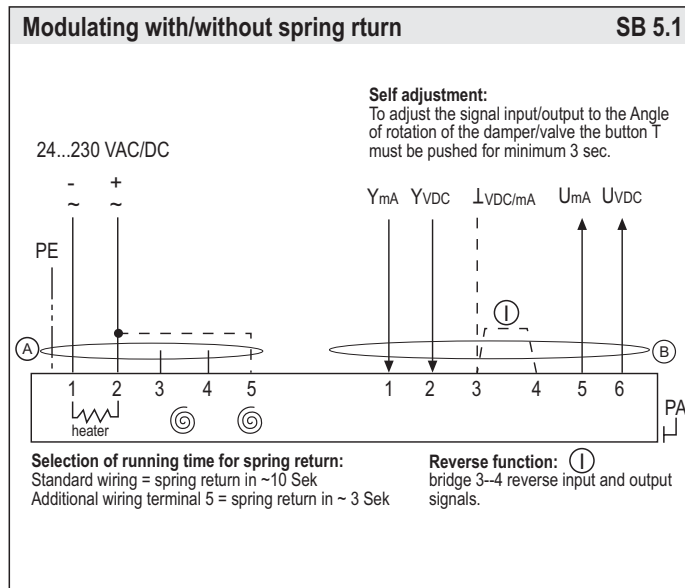 Modulating with/without spring rturn SB 5.1
Self adjustment:
To adjust the signal input/output to the Angle
of rotation of the damper/valve the button T
must be pushed for minimum 3 sec.
24...230 VAC/DC
- +
~ ~
PE
YmA YVDC ⊥VDC/mA UmA UVDC
A
B
1 2 3 4 5
1 2 3 4 5 6
heater
PA
Selection of running time for spring return:
Standard wiring = spring return in ~10 Sek
Additional wiring terminal 5 = spring return in ~ 3 Sek
Reverse function:
bridge 3--4 reverse input and output
signals.